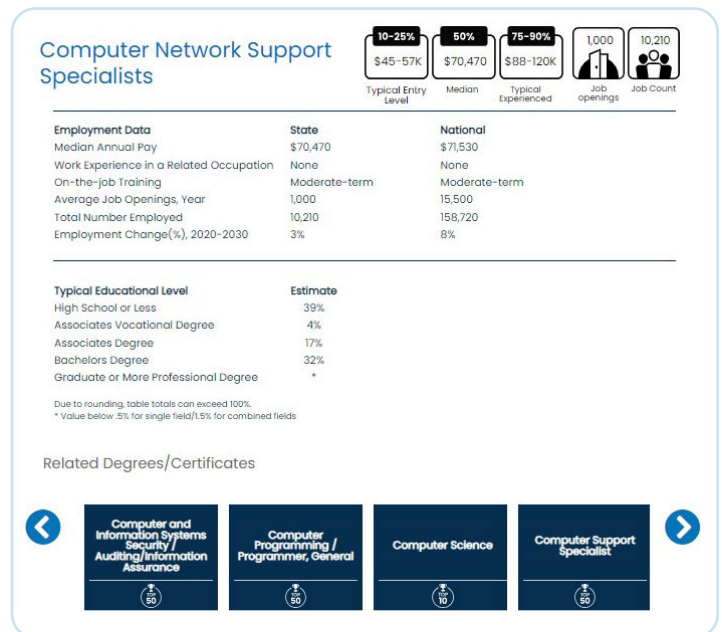 Computer Network Support
Specialists
10-25%
$45-57K
Typical Entry
Level
50%
$70,470
Median
75-90%
$88-120K
Typical
Experienced
1,000
Job
openings
10,210
Job Count
Employment Data State National
Median Annual Pay $70,470 $71,530
Work Experience in a Related Occupation None None
On-the-job Training Moderate-term Moderate-term
Average Job Openings, Year 1,000 15,500
Total Number Employed 10,210 158,720
Employment Change(%), 2020-2030 3% 8%
Typical Educational Level Estimate
High School or Less 39%
Associates Vocational Degree 4%
Associates Degree 17%
Bachelors Degree 32%
Graduate or More Professional Degree *
Due to rounding, table totals can exceed 100%.
* Value below .5% for single field/1.5% for combined fields
Related Degrees/Certificates
Computer and
Information Systems
Security /
Auditing/Information
Assurance
TOP
50
Computer
Programming /
Programmer, General
TOP
50
Computer Science
TOP
10
Computer Support
Specialist
TOP
50